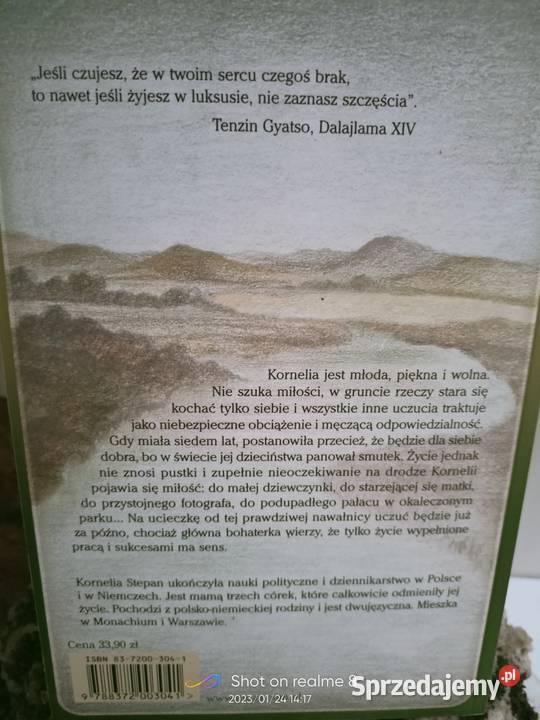 „Jeśli czujesz, że w twoim sercu czegoś brak,
to nawet jeśli żyjesz w luksusie, nie zaznasz szczęścia".
Tenzin Gyatso, Dalajlama XIV
Kornelia jest młoda, piękna i wolna.
Nie szuka miłości, w gruncie rzeczy stara się
kochać tylko siebie i wszystkie inne uczucia traktuje
jako niebezpieczne obciążenie i męczącą odpowiedzialność.
Gdy miała siedem lat, postanowiła przecież, że będzie dla siebie
dobra, bo w świecie jej dzieciństwa panował smutek. Życie jednak
nie znosi pustki i zupełnie nieoczekiwanie na drodze Kornelii
pojawia się miłość: do małej dziewczynki, do starzejącej się matki,
do przystojnego fotografa, do podupadłego pałacu w okaleczonym
parku... Na ucieczkę od tej prawdziwej nawałnicy uczuć będzie już
za późno, chociaż główna bohaterka wierzy, że tylko życie wypełnione
pracą i sukcesami ma sens.
Kornelia Stepan ukończyła nauki polityczne i dziennikarstwo w Polsce
i w Niemczech. Jest mamą trzech córek, które całkowicie odmieniły jej
życie. Pochodzi z polsko-niemieckiej rodziny i jest dwujęzyczna. Mieszka
w Monachium i Warszawie.
Cena 33,90 zł
ISBN 83-7200-304-1
9 788372 003041 >
Shot on realme 8
2023/01/24 14:17
Sprzedajemy.pl